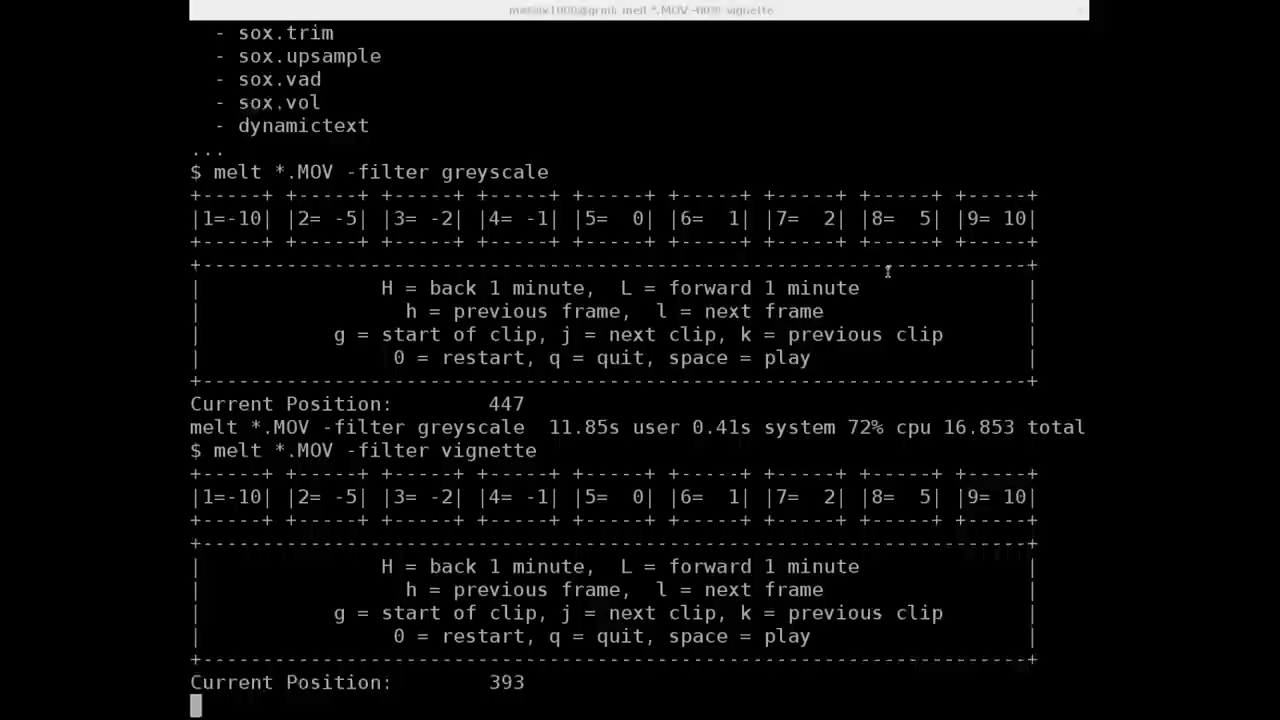 melt *.MOV vignette
- sox.trim
- sox.upsample
- sox.vad
- sox.vol
- dynamictext
...
$ melt *.MOV -filter greyscale
+-----+ +-----+ +-----+ +-----+ +-----+ +-----+ +-----+ +-----+ +-----+
|1=-10| |2= -5| |3= -2| |4= -1| |5=  0| |6=  1| |7=  2| |8=  5| |9= 10|
+-----+ +-----+ +-----+ +-----+ +-----+ +-----+ +-----+ +-----+ +-----+
+---------------------------------------------------------------------+
|               H = back 1 minute,  L = forward 1 minute              |
|                 h = previous frame,  l = next frame                 |
|           g = start of clip, j = next clip, k = previous clip       |
|                0 = restart, q = quit, space = play                  |
+---------------------------------------------------------------------+
Current Position:        447
melt *.MOV -filter greyscale  11.85s user 0.41s system 72% cpu 16.853 total
$ melt *.MOV -filter vignette
+-----+ +-----+ +-----+ +-----+ +-----+ +-----+ +-----+ +-----+ +-----+
|1=-10| |2= -5| |3= -2| |4= -1| |5=  0| |6=  1| |7=  2| |8=  5| |9= 10|
+-----+ +-----+ +-----+ +-----+ +-----+ +-----+ +-----+ +-----+ +-----+
+---------------------------------------------------------------------+
|               H = back 1 minute,  L = forward 1 minute              |
|                 h = previous frame,  l = next frame                 |
|           g = start of clip, j = next clip, k = previous clip       |
|                0 = restart, q = quit, space = play                  |
+---------------------------------------------------------------------+
Current Position:        393